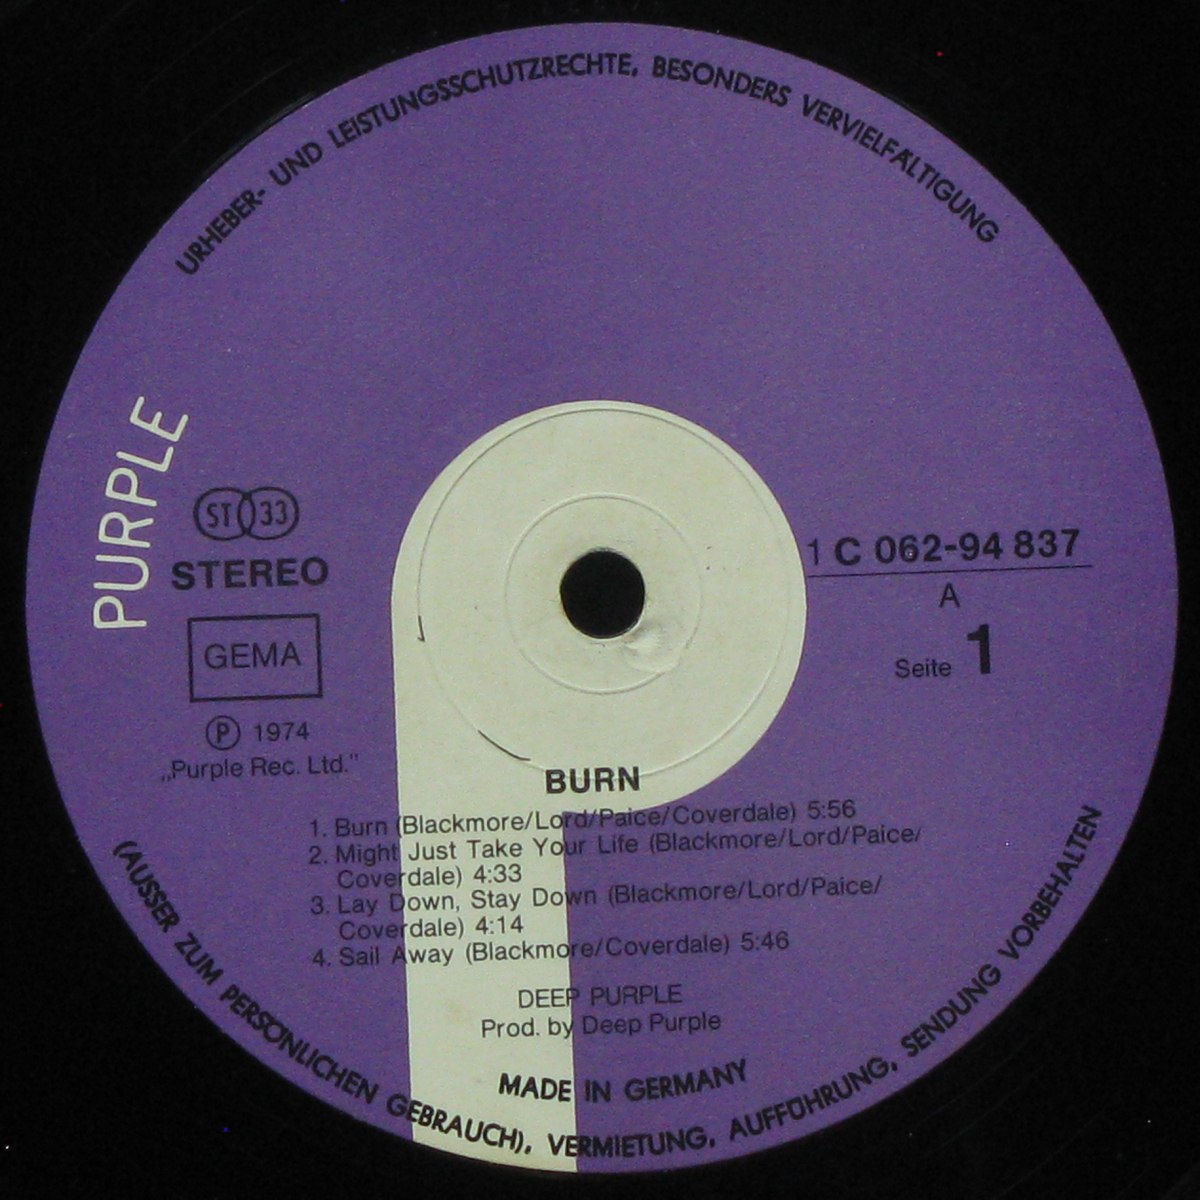 URHEBER- UND LEISTUNGSSCHUTZRECHTE, BESONDERS VERVIELFÄLTIGUNG
PURPLE
ST 33
STEREO
GEMA
Ⓟ 1974
„Purple Rec. Ltd.”
1 C 062-94 837
A
Seite 1
BURN
1. Burn (Blackmore/Lord/Paice/Coverdale) 5:56
2. Might Just Take Your Life (Blackmore/Lord/Paice/
Coverdale) 4:33
3. Lay Down, Stay Down (Blackmore/Lord/Paice/
Coverdale) 4:14
4. Sail Away (Blackmore/Coverdale) 5:46
DEEP PURPLE
Prod. by Deep Purple
MADE IN GERMANY
(AUSSER ZUM PERSÖNLICHEN GEBRAUCH), VERMIETUNG, AUFFÜHRUNG, SENDUNG VORBEHALTEN